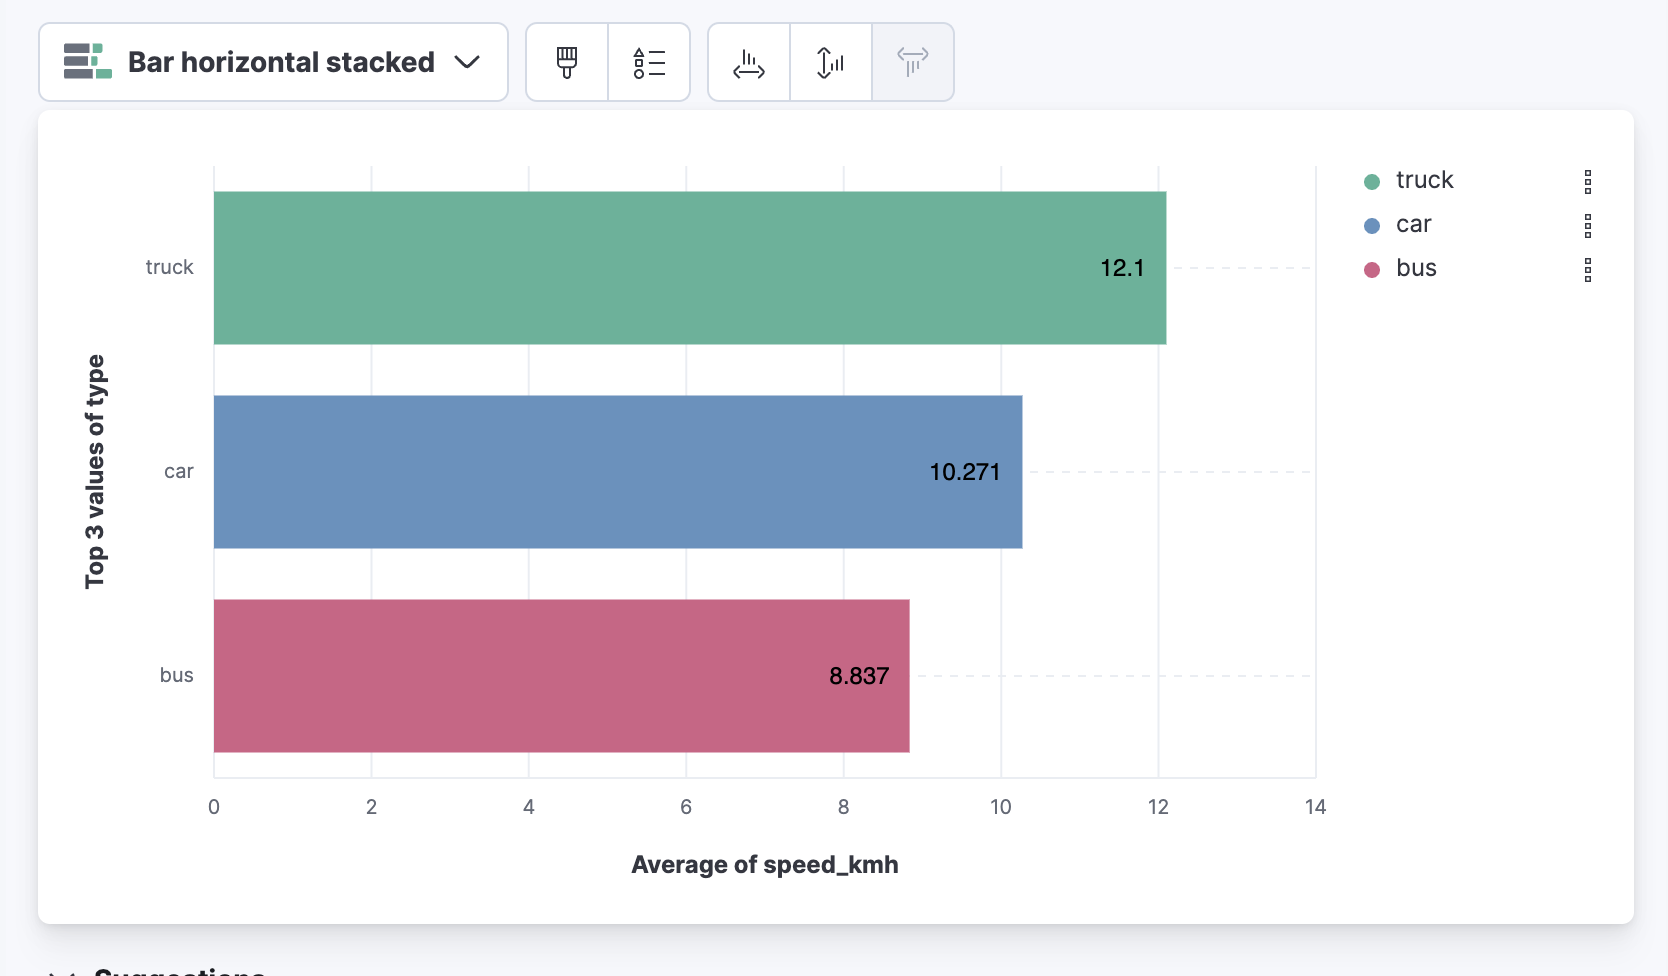 Bar horizontal stacked
truck
car
bus
truck
12.1
car
10.271
bus
8.837
Top 3 values of type
0 2 4 6 8 10 12 14
Average of speed_kmh
Suggestions